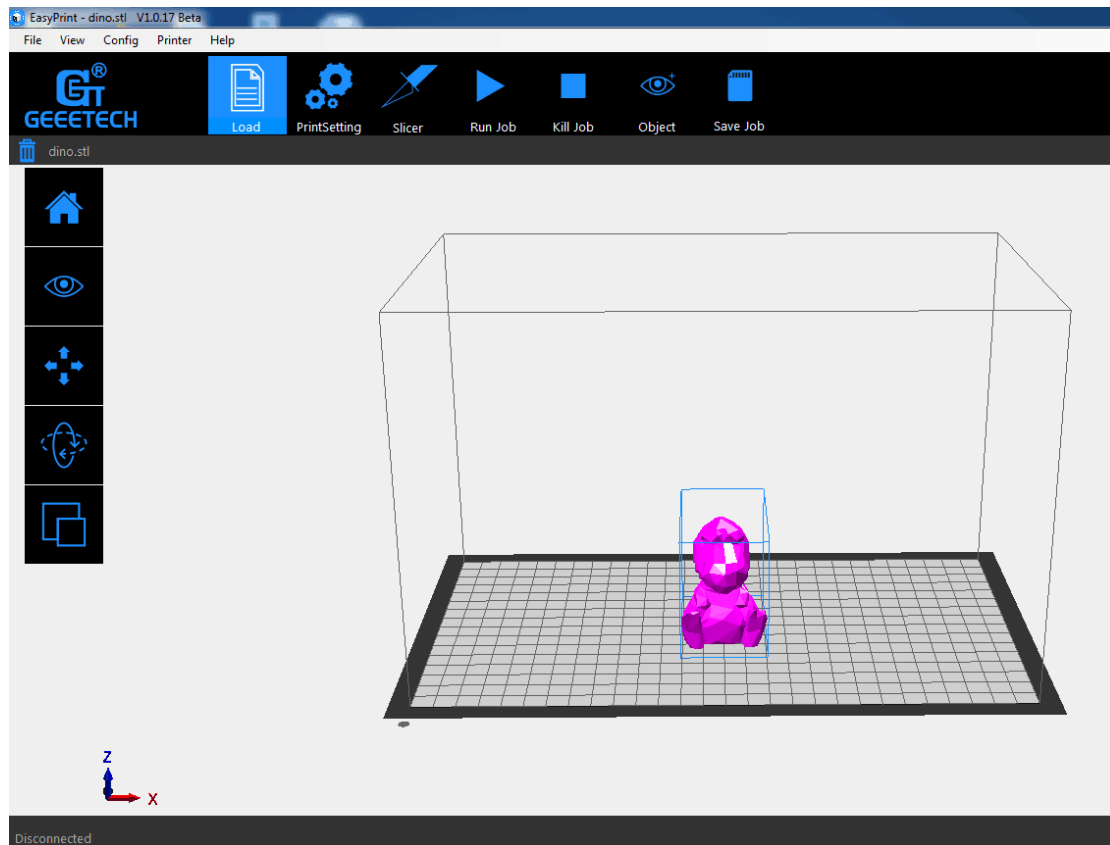 EasyPrint - dino.stl   V1.0.17 Beta
File View Config Printer Help
GT®
GEEETECH
Load PrintSetting Slicer Run Job Kill Job Object Save Job
dino.stl
Z
X
Disconnected